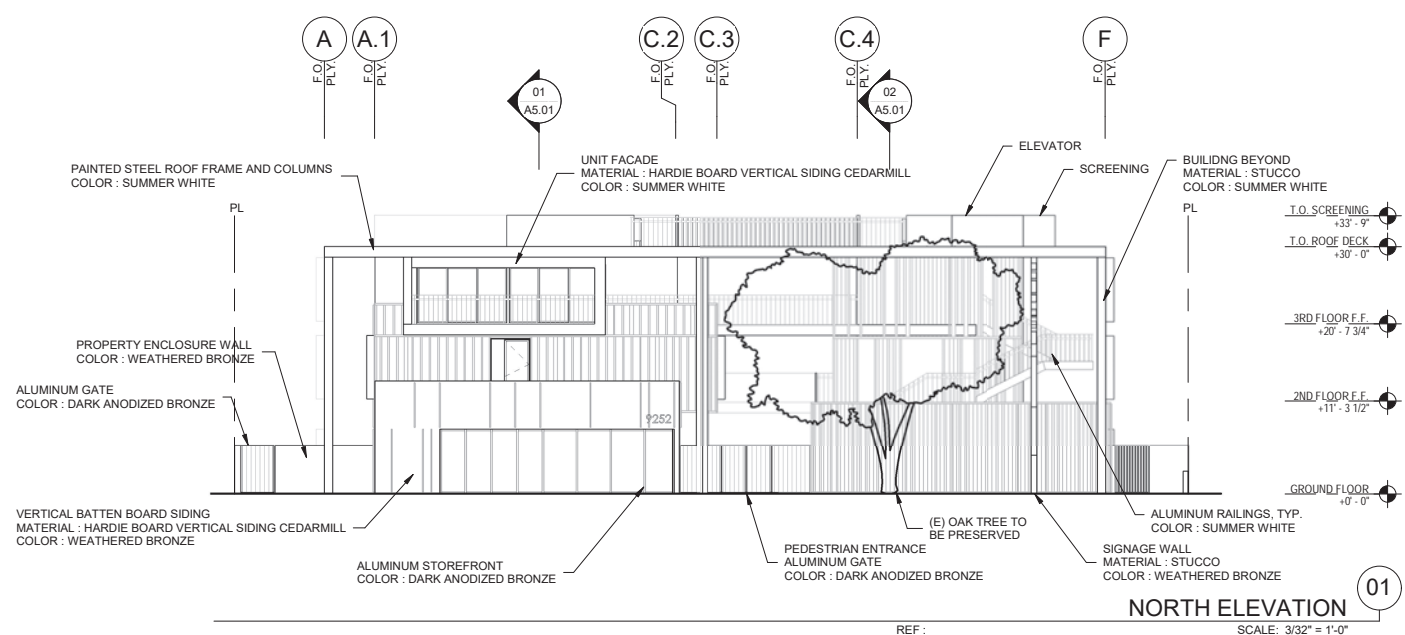 A
A.1
C.2
C.3
C.4
F
F.O.
PLY.
F.O.
PLY.
F.O.
PLY.
F.O.
PLY.
F.O.
PLY.
F.O.
PLY.
01
A5.01
02
A5.01
PAINTED STEEL ROOF FRAME AND COLUMNS
COLOR : SUMMER WHITE
UNIT FACADE
MATERIAL : HARDIE BOARD VERTICAL SIDING CEDARMILL
COLOR : SUMMER WHITE
ELEVATOR
SCREENING
BUILIDNG BEYOND
MATERIAL : STUCCO
COLOR : SUMMER WHITE
PL
PL
T.O. SCREENING
+33' - 9"
T.O. ROOF DECK
+30' - 0"
3RD FLOOR F.F.
+20' - 7 3/4"
2ND FLOOR F.F.
+11' - 3 1/2"
GROUND FLOOR
+0' - 0"
PROPERTY ENCLOSURE WALL
COLOR : WEATHERED BRONZE
ALUMINUM GATE
COLOR : DARK ANODIZED BRONZE
9252
VERTICAL BATTEN BOARD SIDING
MATERIAL : HARDIE BOARD VERTICAL SIDING CEDARMILL
COLOR : WEATHERED BRONZE
ALUMINUM STOREFRONT
COLOR : DARK ANODIZED BRONZE
PEDESTRIAN ENTRANCE
ALUMINUM GATE
COLOR : DARK ANODIZED BRONZE
(E) OAK TREE TO
BE PRESERVED
ALUMINUM RAILINGS, TYP.
COLOR : SUMMER WHITE
SIGNAGE WALL
MATERIAL : STUCCO
COLOR : WEATHERED BRONZE
01
NORTH ELEVATION
REF :
SCALE: 3/32" = 1'-0"